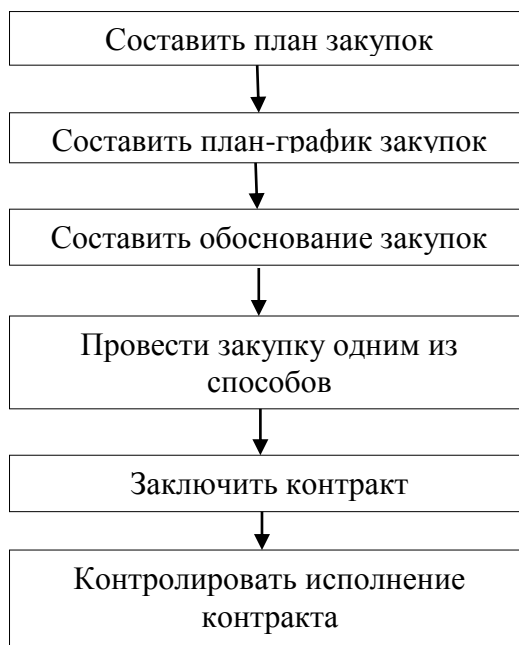 Составить план закупок
Составить план-график закупок
Составить обоснование закупок
Провести закупку одним из
способов
Заключить контракт
Контролировать исполнение
контракта